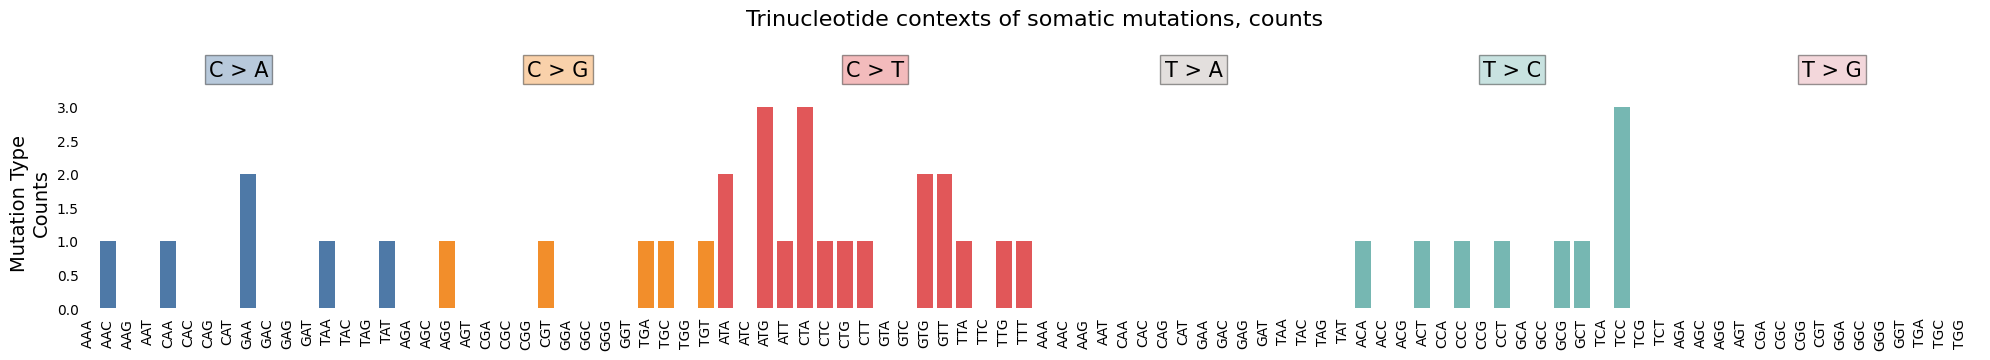 Trinucleotide contexts of somatic mutations, counts
C > A C > G C > T T > A T > C T > G
Mutation Type
Counts
3.0
2.5
2.0
1.5
1.0
0.5
0.0
AAA AAC AAG AAT CAA CAC CAG CAT GAA GAC GAG GAT TAA TAC TAG TAT AGA AGC AGG AGT CGA CGC CGG CGT GGA GGC GGG GGT TGA TGC TGG TGT ATA ATC ATG ATT CTA CTC CTG CTT GTA GTC GTG GTT TTA TTC TTG TTT AAA AAC AAG AAT CAA CAC CAG CAT GAA GAC GAG GAT TAA TAC TAG TAT ACA ACC ACG ACT CCA CCC CCG CCT GCA GCC GCG GCT TCA TCC TCG TCT AGA AGC AGG AGT CGA CGC CGG CGT GGA GGC GGG GGT TGA TGC TGG